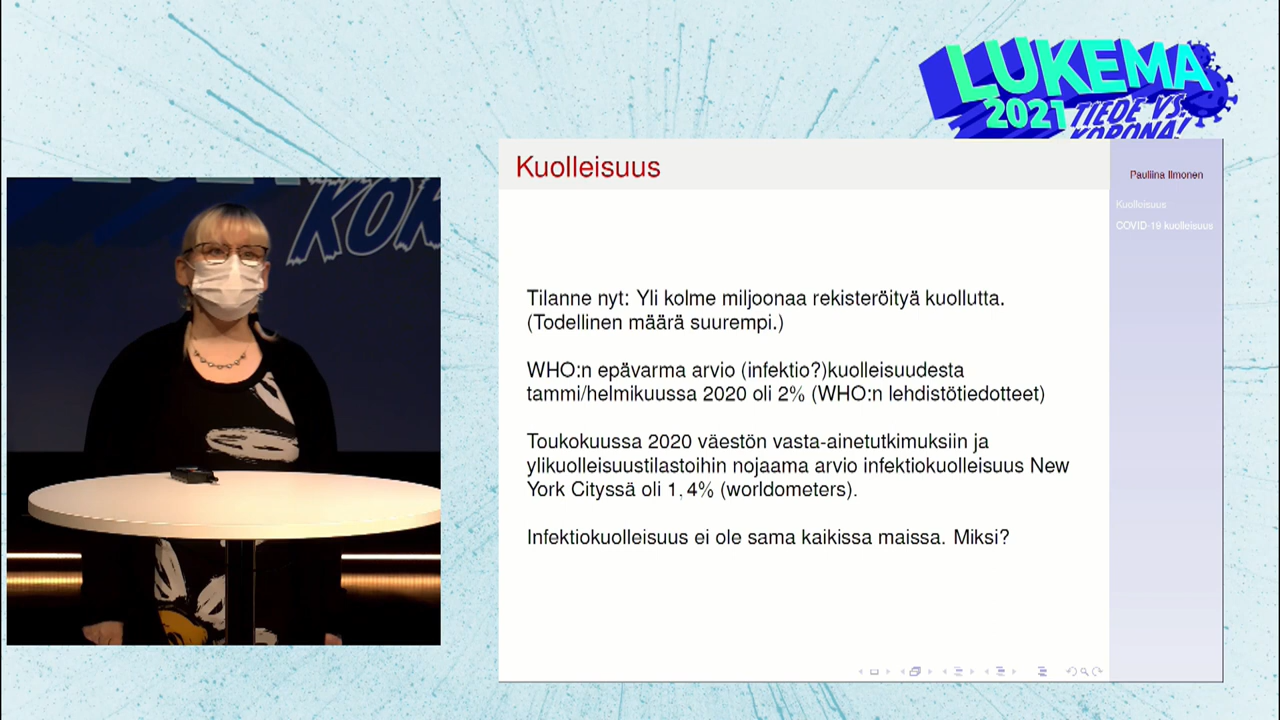 LUKEMA
2021 TIEDE VS.
KORONA!
KOR
Kuolleisuus
Pauliina Ilmonen
Kuolleisuus
COVID-19 kuolleisuus
Tilanne nyt: Yli kolme miljoonaa rekisteröityä kuollutta.
(Todellinen määrä suurempi.)
WHO:n epävarma arvio (infektio?)kuolleisuudesta
tammi/helmikuussa 2020 oli 2% (WHO:n lehdistötiedotteet)
Toukokuussa 2020 väestön vasta-ainetutkimuksiin ja
ylikuolleisuustilastoihin nojaama arvio infektiokuolleisuus New
York Cityssä oli 1,4% (worldometers).
Infektiokuolleisuus ei ole sama kaikissa maissa. Miksi?